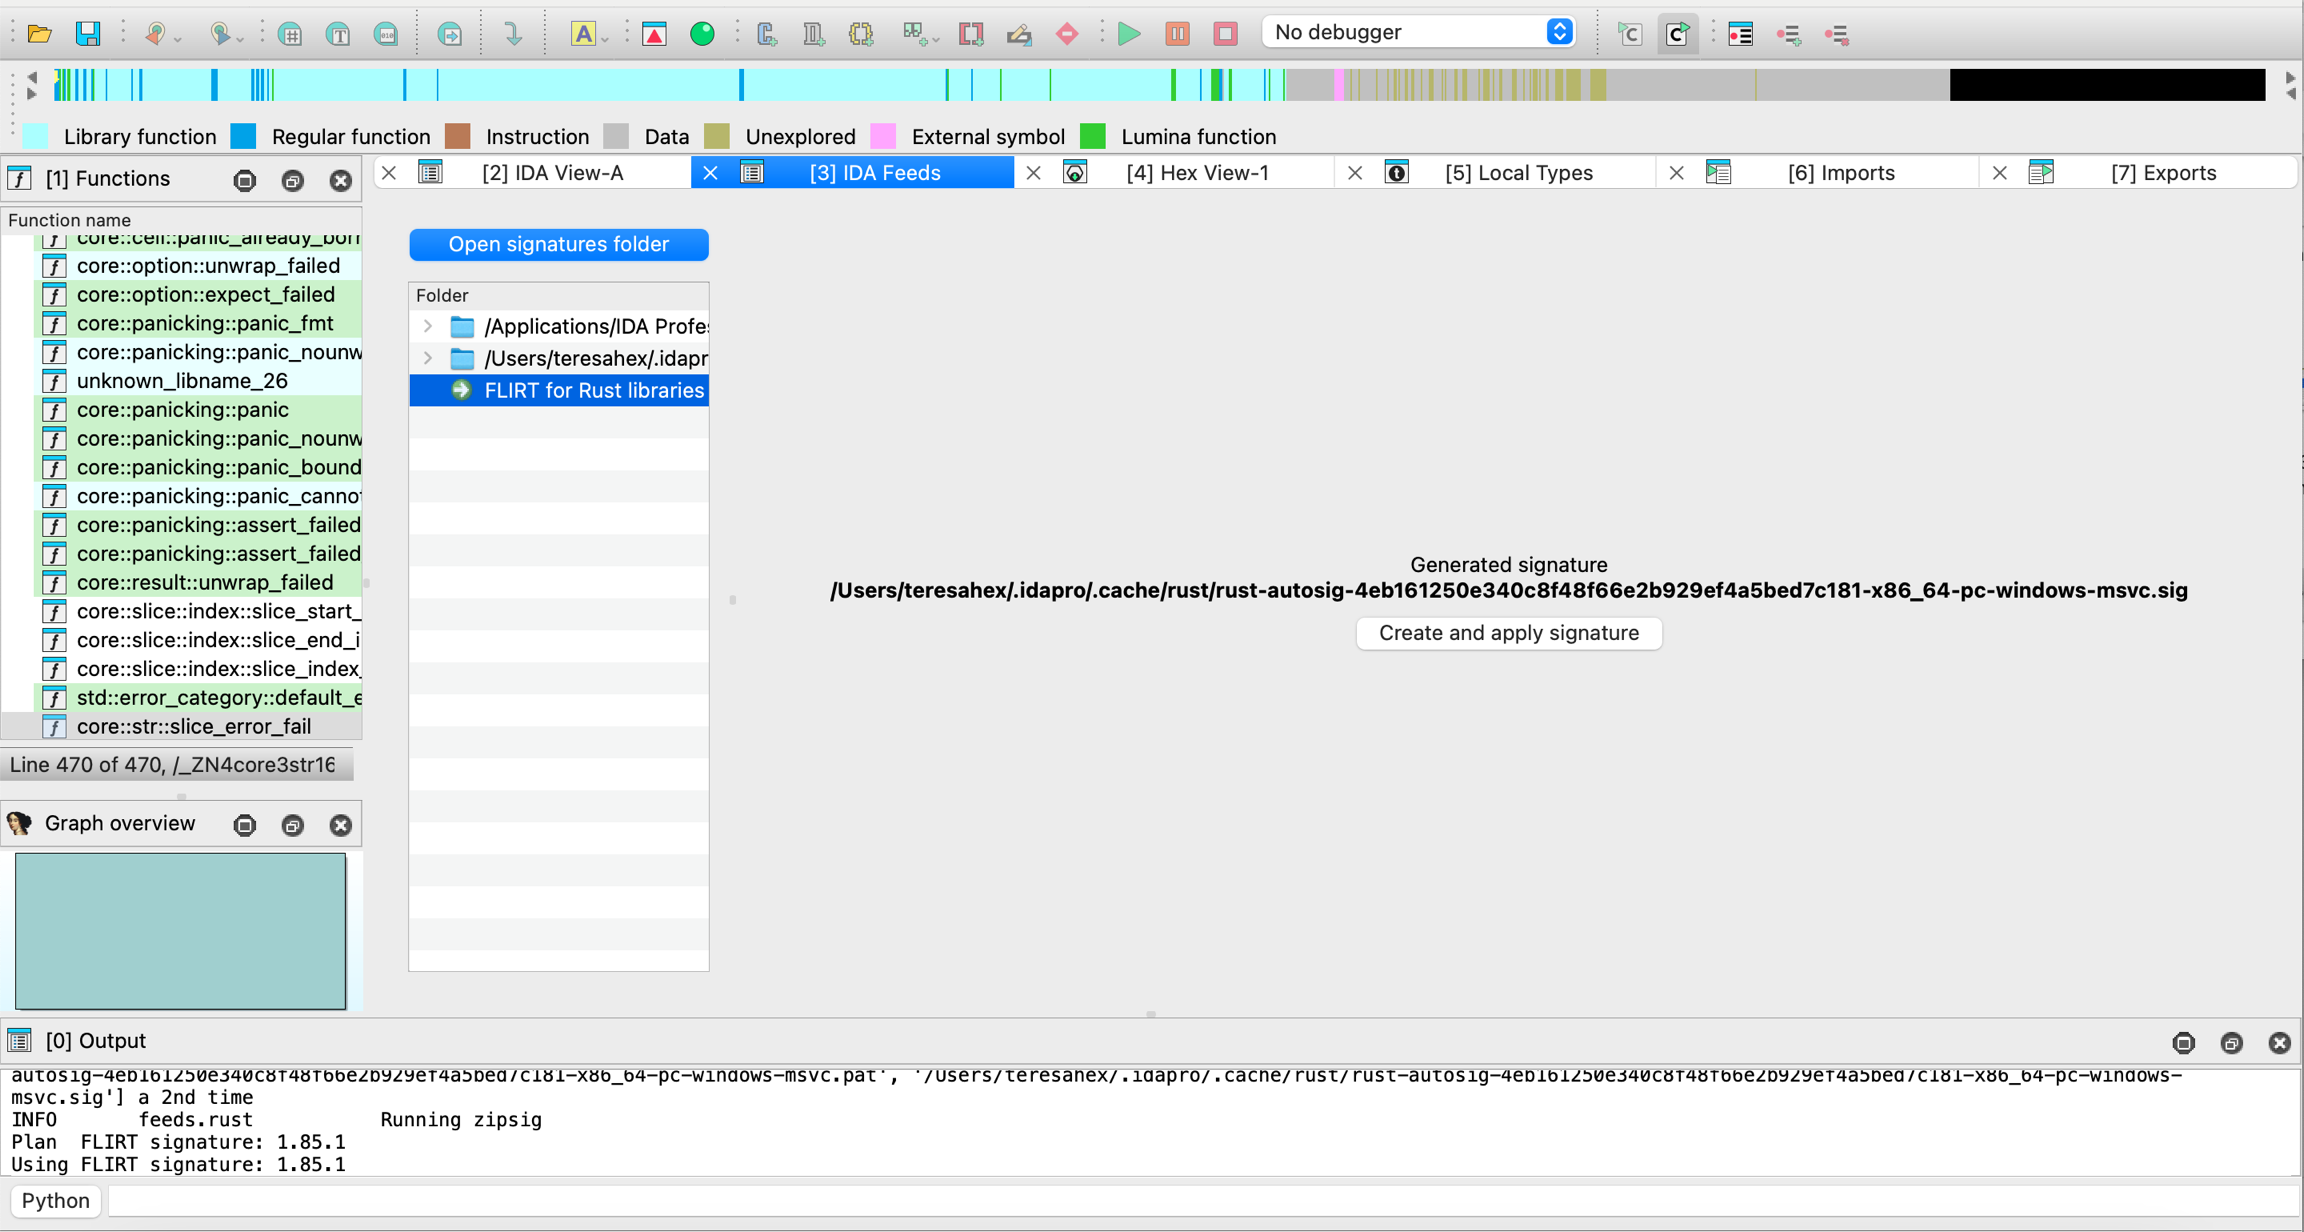 No debugger
Library function
Regular function
Instruction
Data
Unexplored
External symbol
Lumina function
[1] Functions
[2] IDA View-A
[3] IDA Feeds
[4] Hex View-1
[5] Local Types
[6] Imports
[7] Exports
Function name
core::cell::panic_already_borr
core::option::unwrap_failed
core::option::expect_failed
core::panicking::panic_fmt
core::panicking::panic_nounw
unknown_libname_26
core::panicking::panic
core::panicking::panic_nounw
core::panicking::panic_bound
core::panicking::panic_cannot
core::panicking::assert_failed
core::panicking::assert_failed
core::result::unwrap_failed
core::slice::index::slice_start_
core::slice::index::slice_end_i
core::slice::index::slice_index_
std::error_category::default_e
core::str::slice_error_fail
Line 470 of 470, /_ZN4core3str16
Graph overview
Open signatures folder
Folder
/Applications/IDA Profes
/Users/teresahex/.idapr
FLIRT for Rust libraries
Generated signature
/Users/teresahex/.idapro/.cache/rust/rust-autosig-4eb161250e340c8f48f66e2b929ef4a5bed7c181-x86_64-pc-windows-msvc.sig
Create and apply signature
[0] Output
autosig-4eb161250e340c8f48f66e2b929ef4a5bed7c181-x86_64-pc-windows-msvc.pat', '/Users/teresahex/.idapro/.cache/rust/rust-autosig-4eb161250e340c8f48f66e2b929ef4a5bed7c181-x86_64-pc-windows-
msvc.sig'] a 2nd time
INFO feeds.rust Running zipsig
Plan FLIRT signature: 1.85.1
Using FLIRT signature: 1.85.1
Python